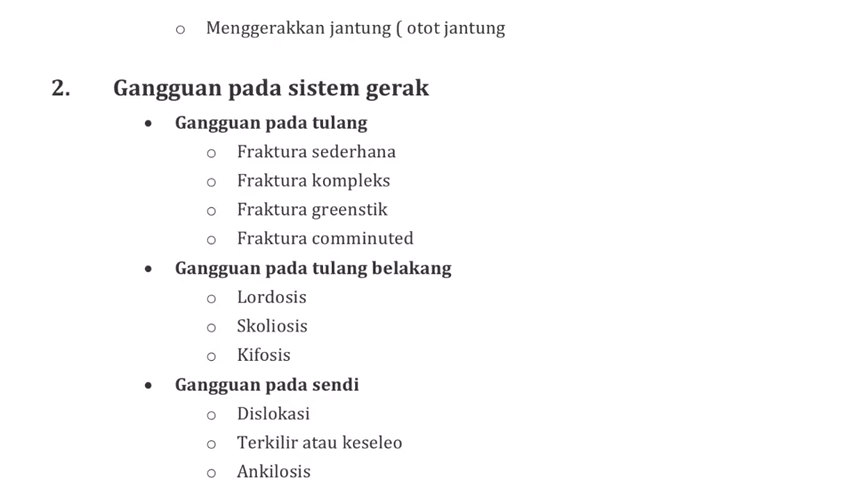 ○ Menggerakkan jantung ( otot jantung
2. Gangguan pada sistem gerak
• Gangguan pada tulang
○ Fraktura sederhana
○ Fraktura kompleks
○ Fraktura greenstik
○ Fraktura comminuted
• Gangguan pada tulang belakang
○ Lordosis
○ Skoliosis
○ Kifosis
• Gangguan pada sendi
○ Dislokasi
○ Terkilir atau keseleo
○ Ankilosis